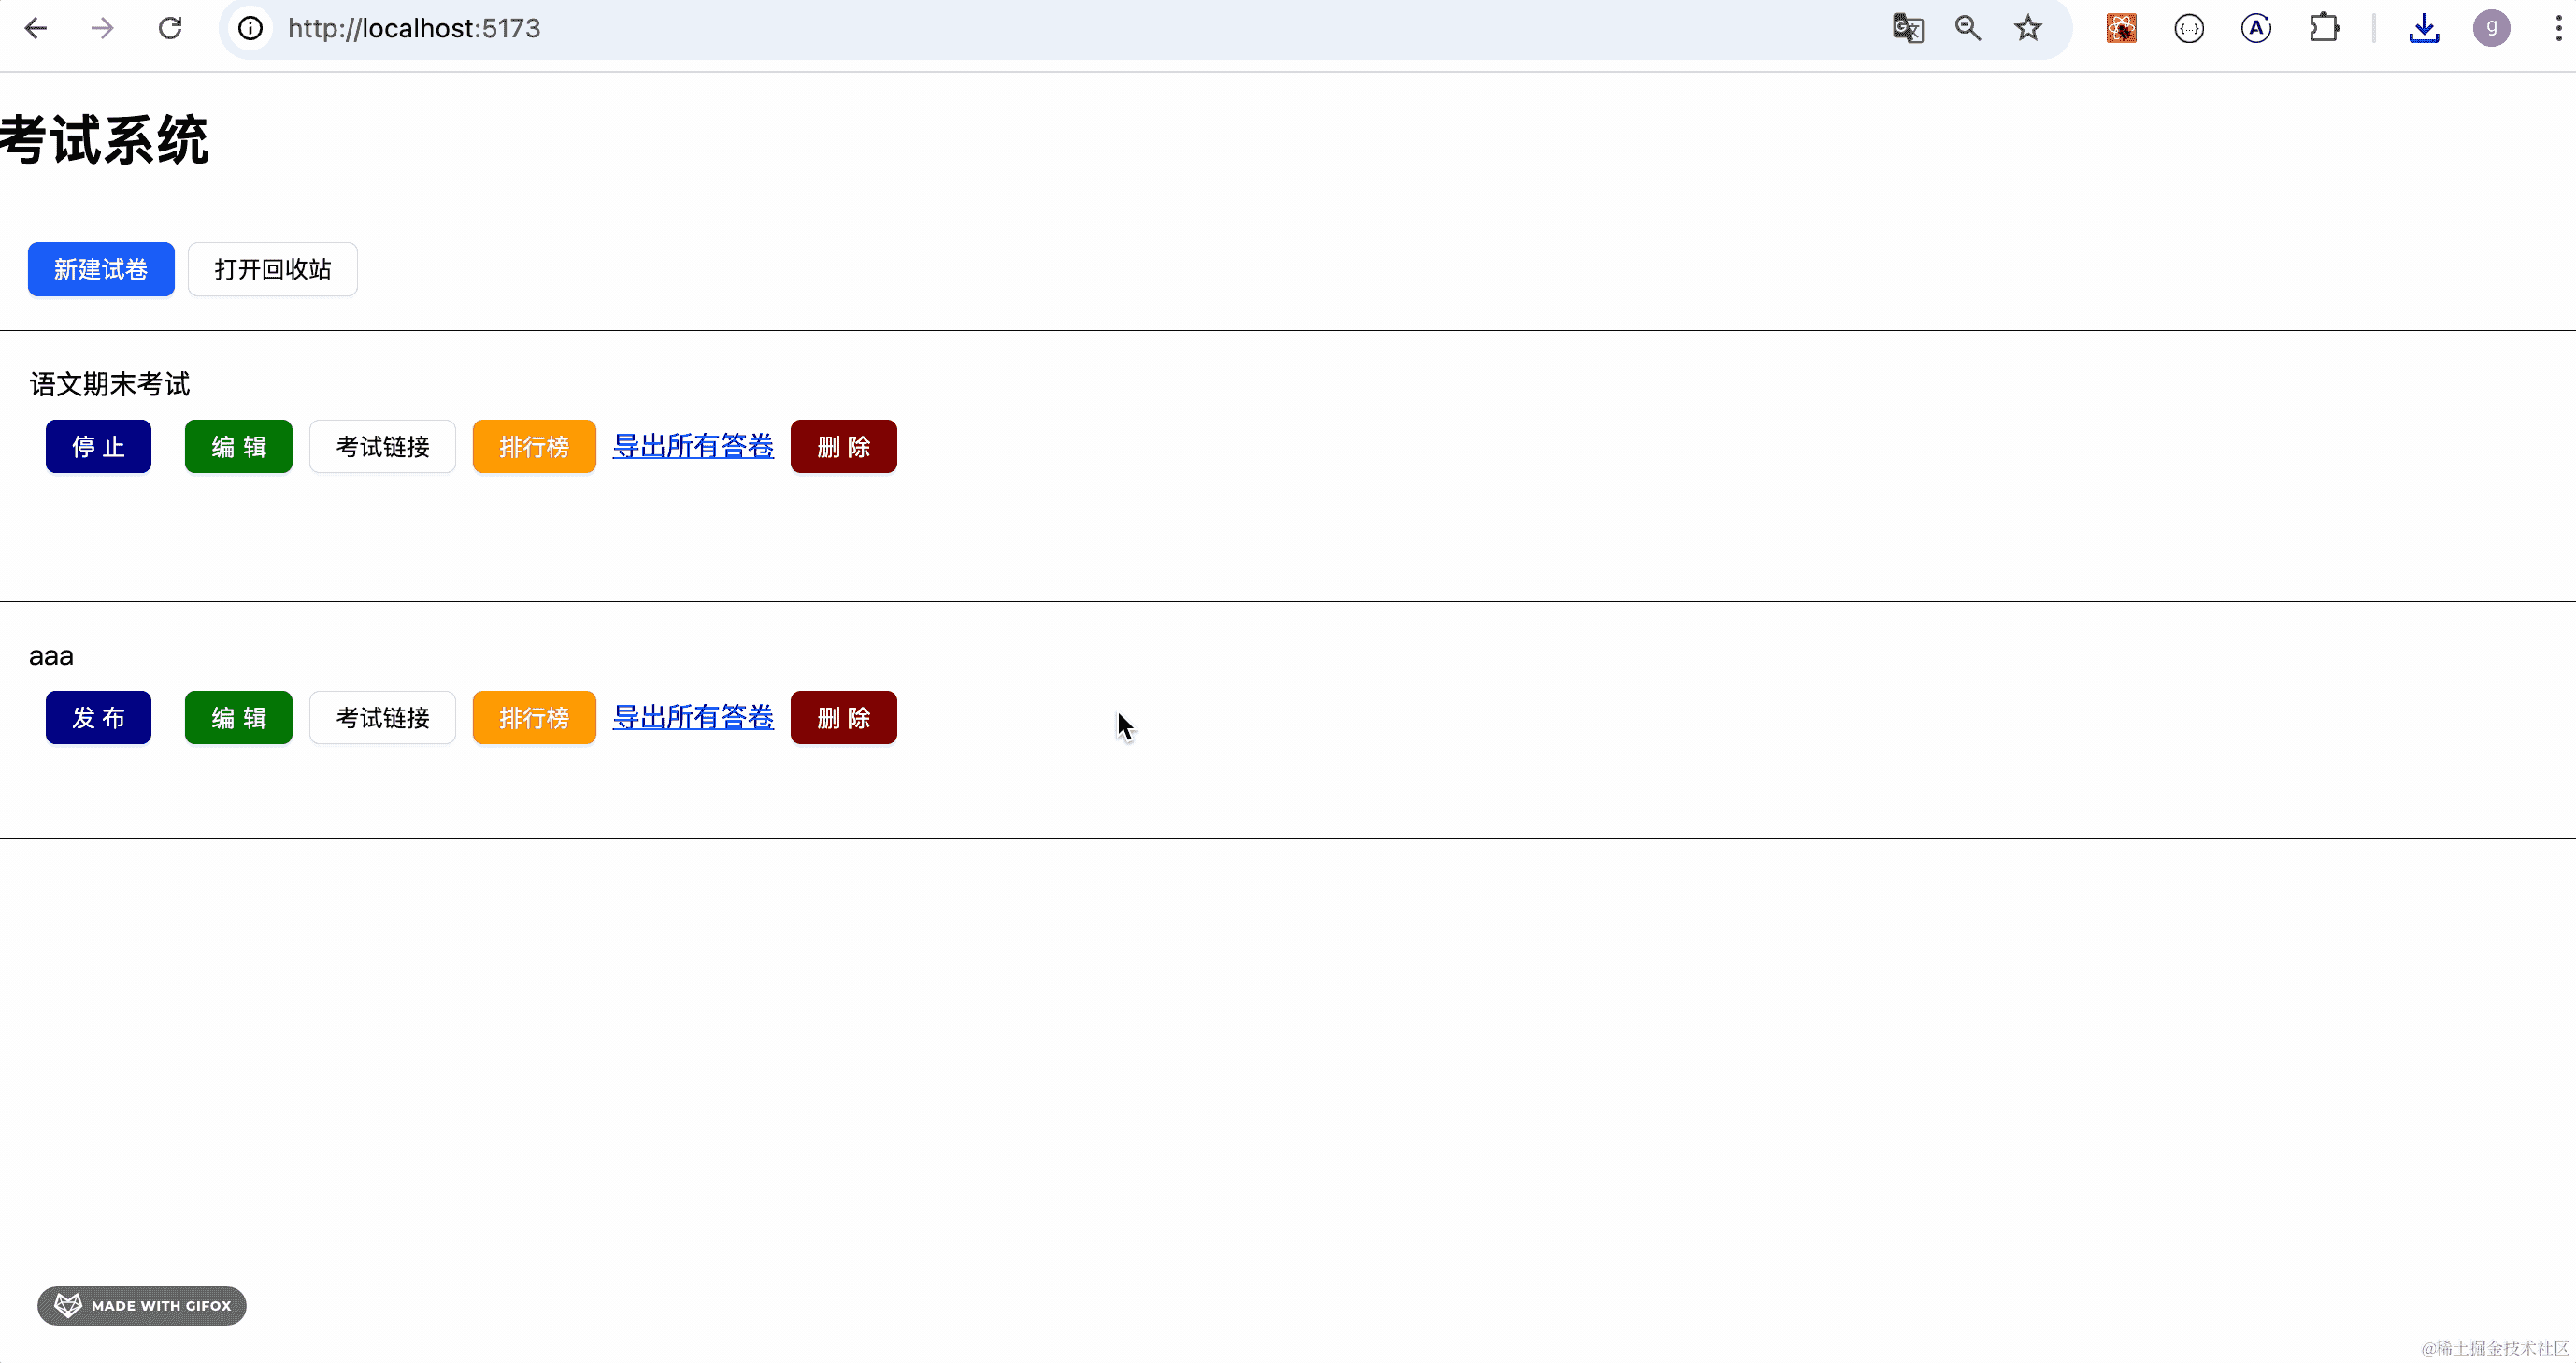 http://localhost:5173
g
考试系统
新建试卷 打开回收站
语文期末考试
停止 编辑 考试链接 排行榜 导出所有答卷 删除
aaa
发布 编辑 考试链接 排行榜 导出所有答卷 删除
MADE WITH GIFOX
@稀土掘金技术社区